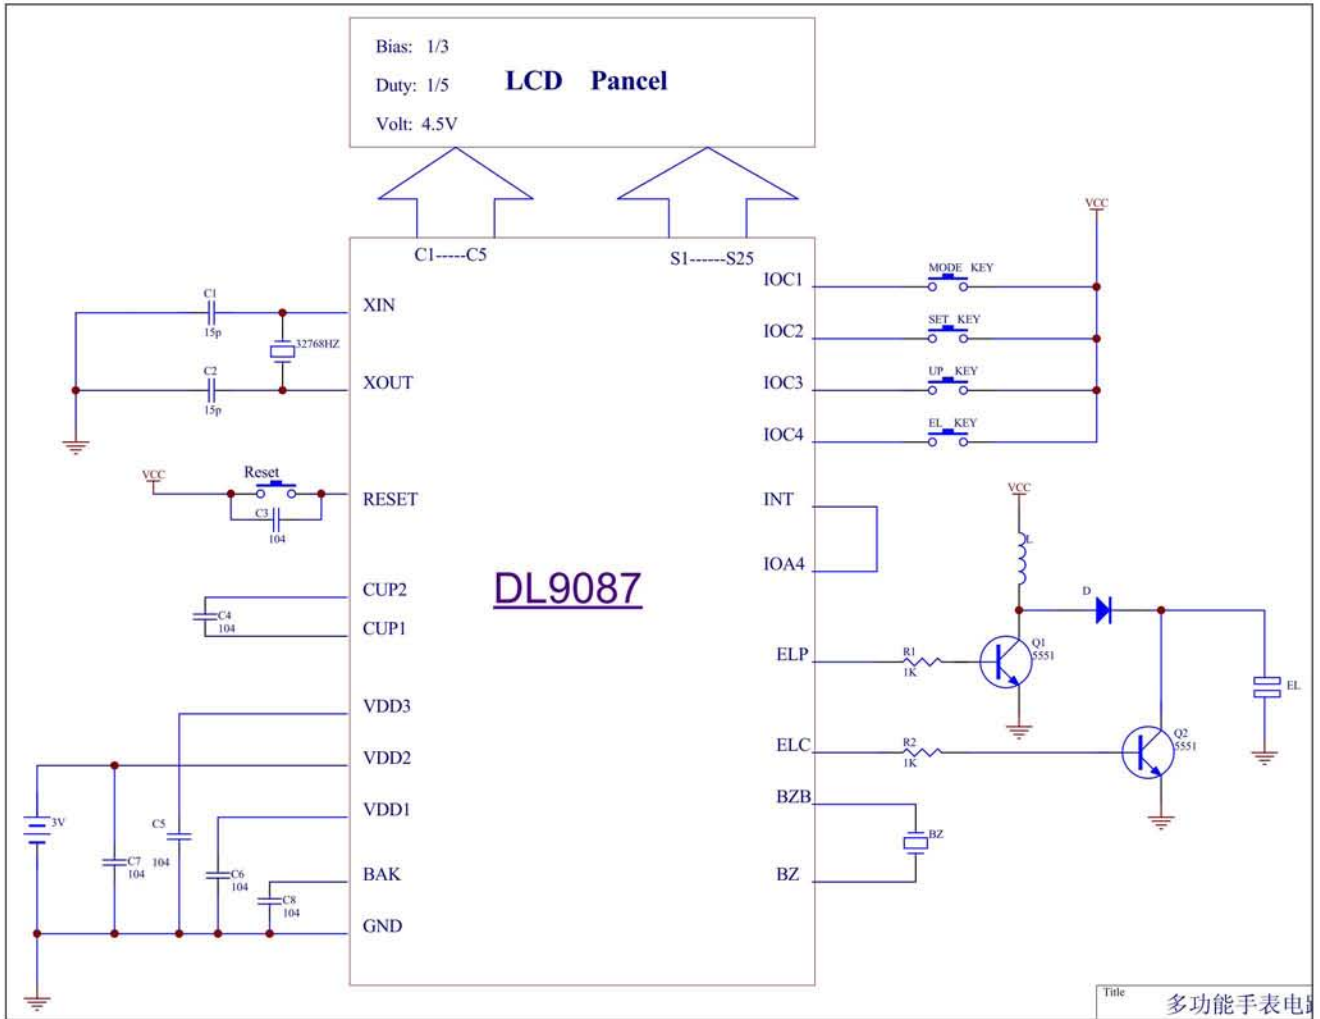 Bias: 1/3
Duty: 1/5
Volt: 4.5V
LCD Pancel
C1-----C5
S1------S25
XIN
XOUT
RESET
CUP2
CUP1
VDD3
VDD2
VDD1
BAK
GND
DL9087
IOC1
IOC2
IOC3
IOC4
INT
IOA4
ELP
ELC
BZB
BZ
C1
15p
32768HZ
C2
15p
VCC
Reset
C3
104
C4
104
3V
C7
104
C5
104
C6
104
C8
104
VCC
MODE KEY
SET KEY
UP KEY
EL KEY
VCC
L
D
Q1
5551
R1
1K
EL
R2
1K
Q2
5551
BZ
Title
多功能手表电